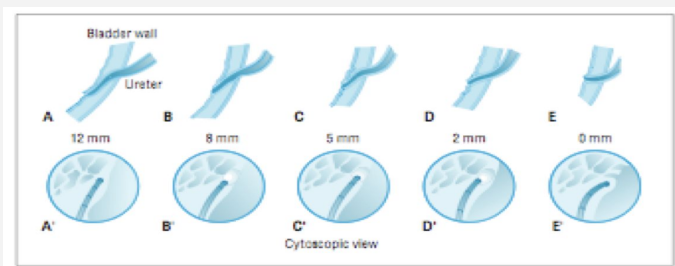 Bladder wall
Ureter
A B C D E
12 mm 8 mm 5 mm 2 mm 0 mm
A' B' C' D' E'
Cytoscopic view